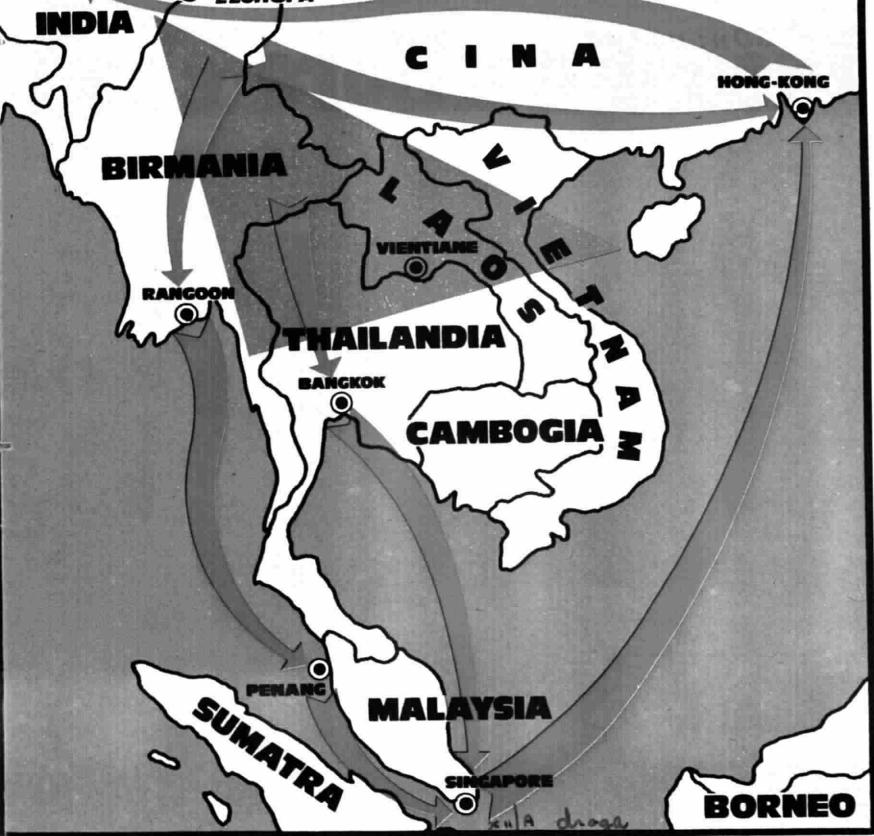 INDIA
CINA
HONG-KONG
BIRMANIA
VIETNAM
LAOS
VIENTIANE
RANGOON
THAILANDIA
BANGKOK
CAMBOGIA
PENANG
MALAYSIA
SUMATRA
SINGAPORE
BORNEO
droga